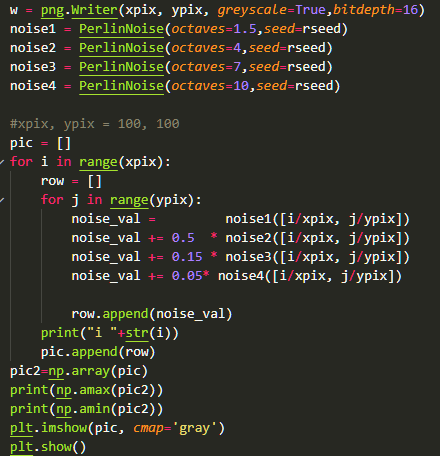 w = png.Writer(xpix, ypix, greyscale=True,bitdepth=16)
noise1 = PerlinNoise(octaves=1.5,seed=rseed)
noise2 = PerlinNoise(octaves=4,seed=rseed)
noise3 = PerlinNoise(octaves=7,seed=rseed)
noise4 = PerlinNoise(octaves=10,seed=rseed)

#xpix, ypix = 100, 100
pic = []
for i in range(xpix):
    row = []
    for j in range(ypix):
        noise_val =         noise1([i/xpix, j/ypix])
        noise_val += 0.5  * noise2([i/xpix, j/ypix])
        noise_val += 0.15 * noise3([i/xpix, j/ypix])
        noise_val += 0.05* noise4([i/xpix, j/ypix])

        row.append(noise_val)
    print("i "+str(i))
    pic.append(row)
pic2=np.array(pic)
print(np.amax(pic2))
print(np.amin(pic2))
plt.imshow(pic, cmap='gray')
plt.show()